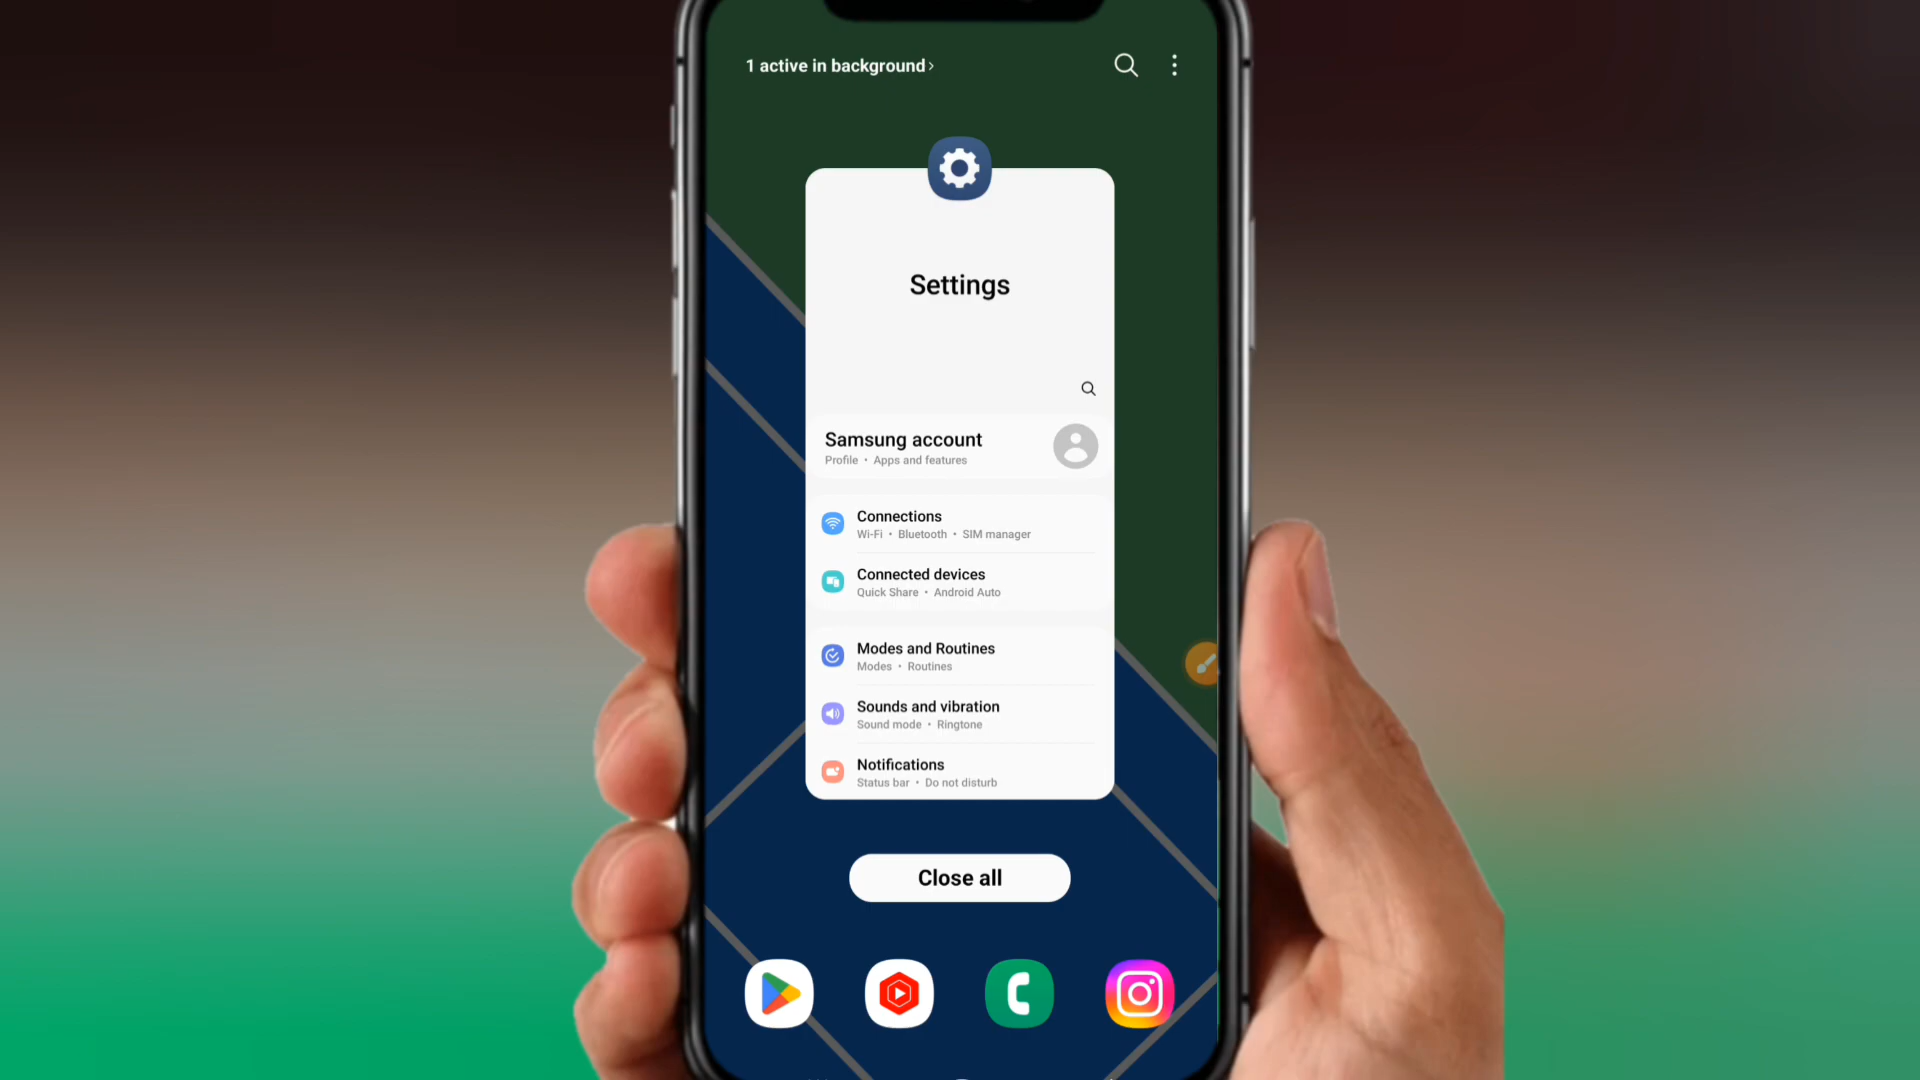 1 active in background ›
Settings
Samsung account
Profile • Apps and features
Connections
Wi-Fi • Bluetooth • SIM manager
Connected devices
Quick Share • Android Auto
Modes and Routines
Modes • Routines
Sounds and vibration
Sound mode • Ringtone
Notifications
Status bar • Do not disturb
Close all